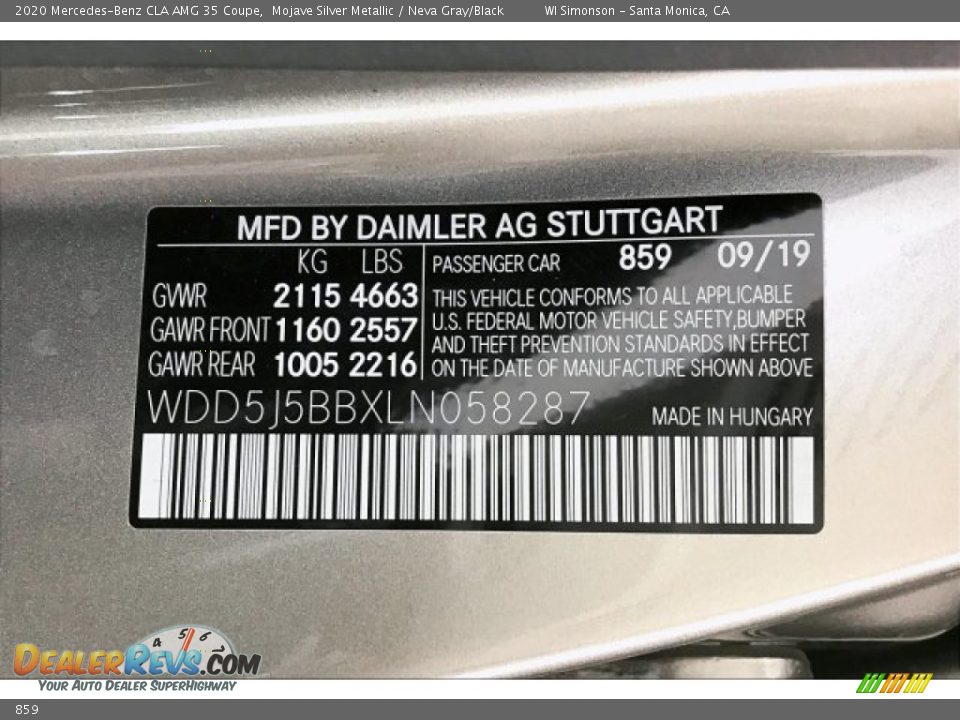 2020 Mercedes-Benz CLA AMG 35 Coupe, Mojave Silver Metallic / Neva Gray/Black WI Simonson - Santa Monica, CA
MFD BY DAIMLER AG STUTTGART
KG LBS
GVWR 2115 4663
GAWR FRONT 1160 2557
GAWR REAR 1005 2216
PASSENGER CAR 859 09/19
THIS VEHICLE CONFORMS TO ALL APPLICABLE
U.S. FEDERAL MOTOR VEHICLE SAFETY,BUMPER
AND THEFT PREVENTION STANDARDS IN EFFECT
ON THE DATE OF MANUFACTURE SHOWN ABOVE
WDD5J5BBXLN058287
MADE IN HUNGARY
4 5 6 7
DEALERREVS.COM
YOUR AUTO DEALER SUPERHIGHWAY
859